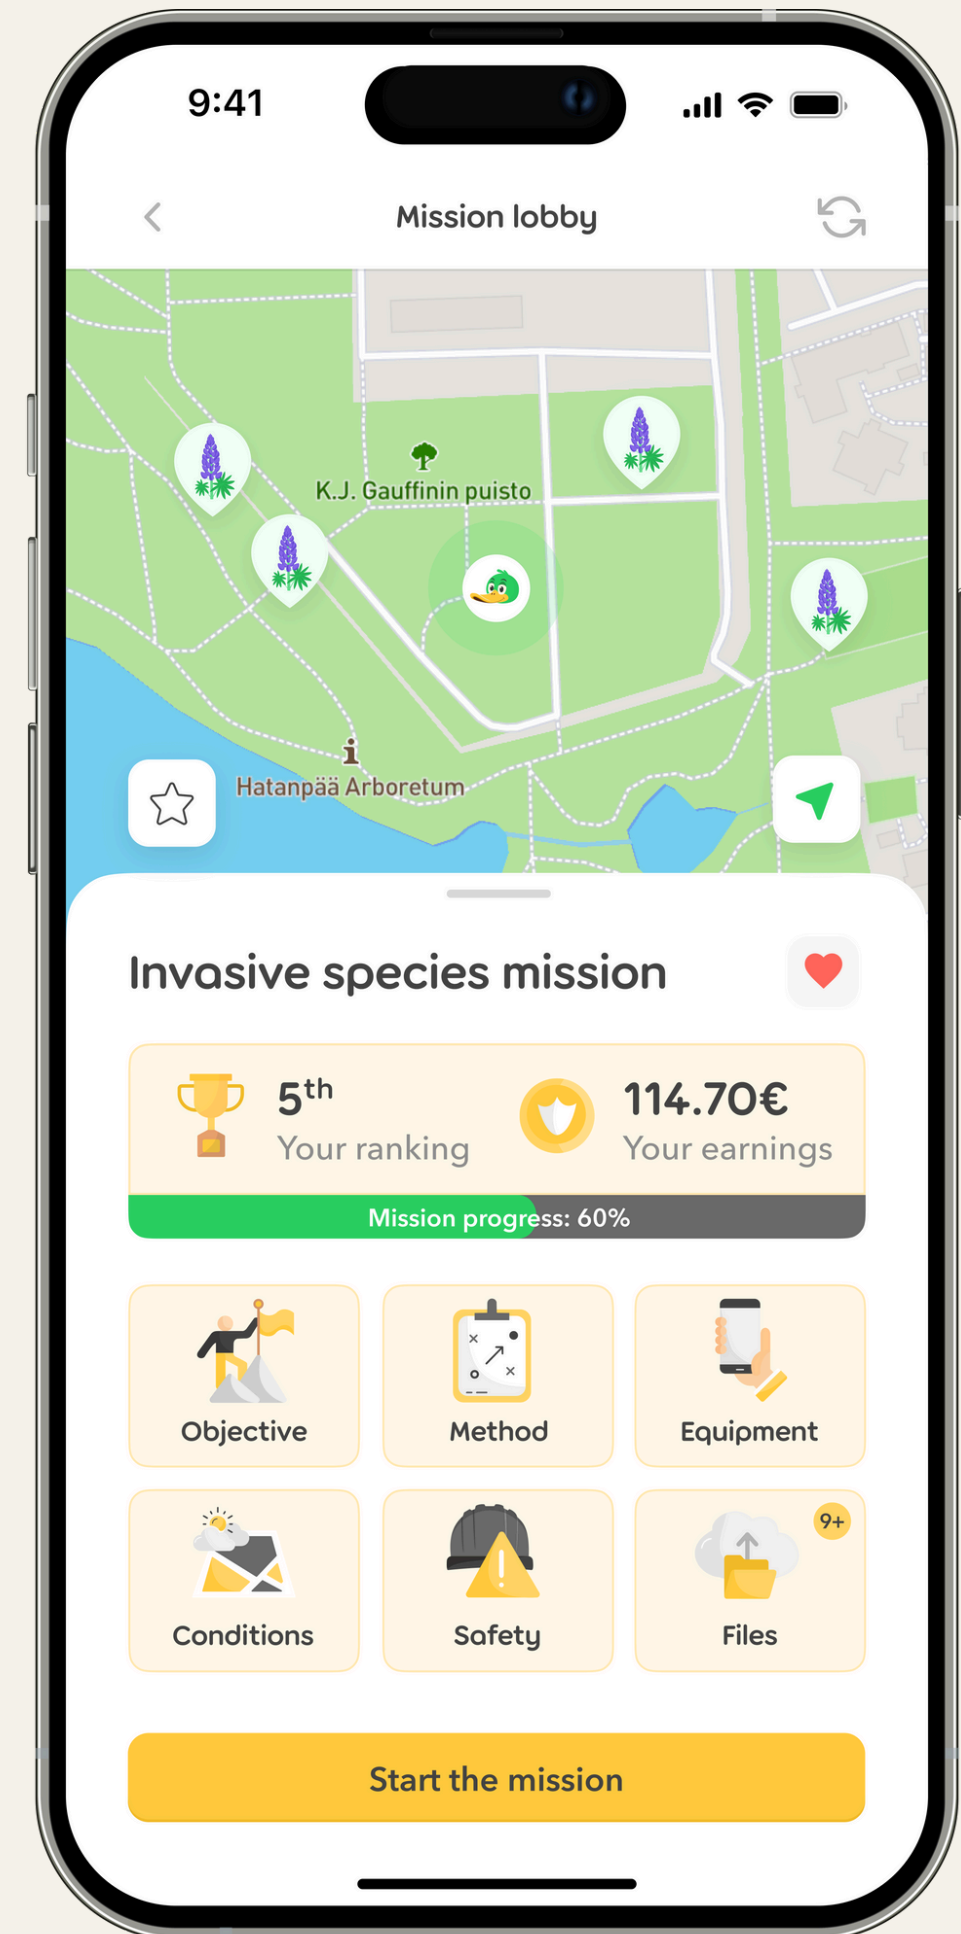 9:41
Mission lobby
K.J. Gauffinin puisto
Hatanpää Arboretum
Invasive species mission
5th
Your ranking
114.70€
Your earnings
Mission progress: 60%
Objective
Method
Equipment
Conditions
Safety
9+
Files
Start the mission